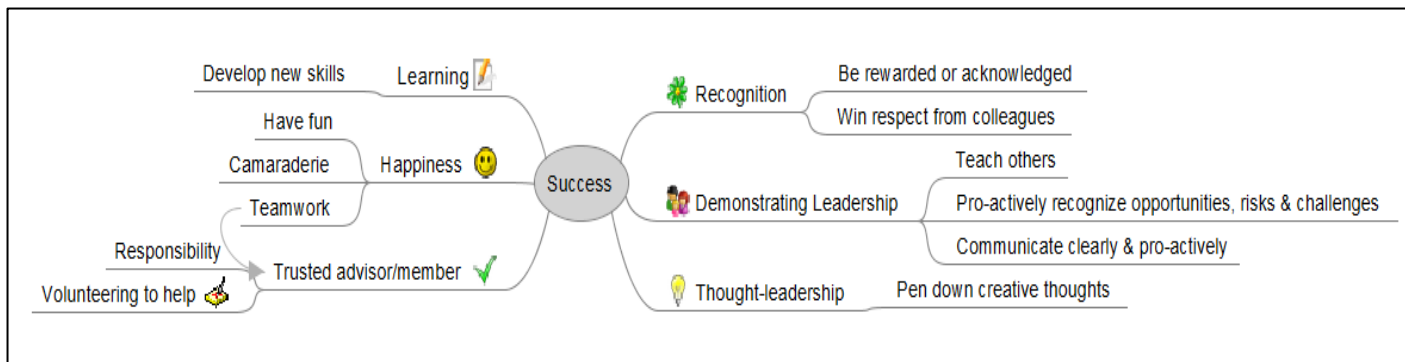 Success
Learning
Develop new skills
Happiness
Have fun
Camaraderie
Teamwork
Trusted advisor/member
Responsibility
Volunteering to help
Recognition
Be rewarded or acknowledged
Win respect from colleagues
Demonstrating Leadership
Teach others
Pro-actively recognize opportunities, risks & challenges
Communicate clearly & pro-actively
Thought-leadership
Pen down creative thoughts